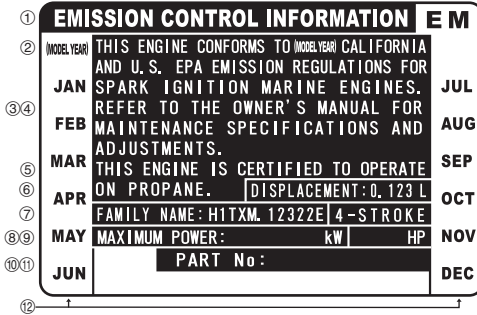 ① EMISSION CONTROL INFORMATION EM
② (MODEL YEAR) THIS ENGINE CONFORMS TO (MODEL YEAR) CALIFORNIA
AND U.S. EPA EMISSION REGULATIONS FOR
JAN SPARK IGNITION MARINE ENGINES. JUL
③④ REFER TO THE OWNER'S MANUAL FOR
FEB MAINTENANCE SPECIFICATIONS AND AUG
ADJUSTMENTS.
MAR SEP
⑤ THIS ENGINE IS CERTIFIED TO OPERATE
⑥ ON PROPANE. DISPLACEMENT:0.123 L
APR OCT
⑦ FAMILY NAME:H1TXM.12322E 4-STROKE
⑧⑨ MAY MAXIMUM POWER: kW HP NOV
⑩⑪ PART No:
JUN DEC
⑫